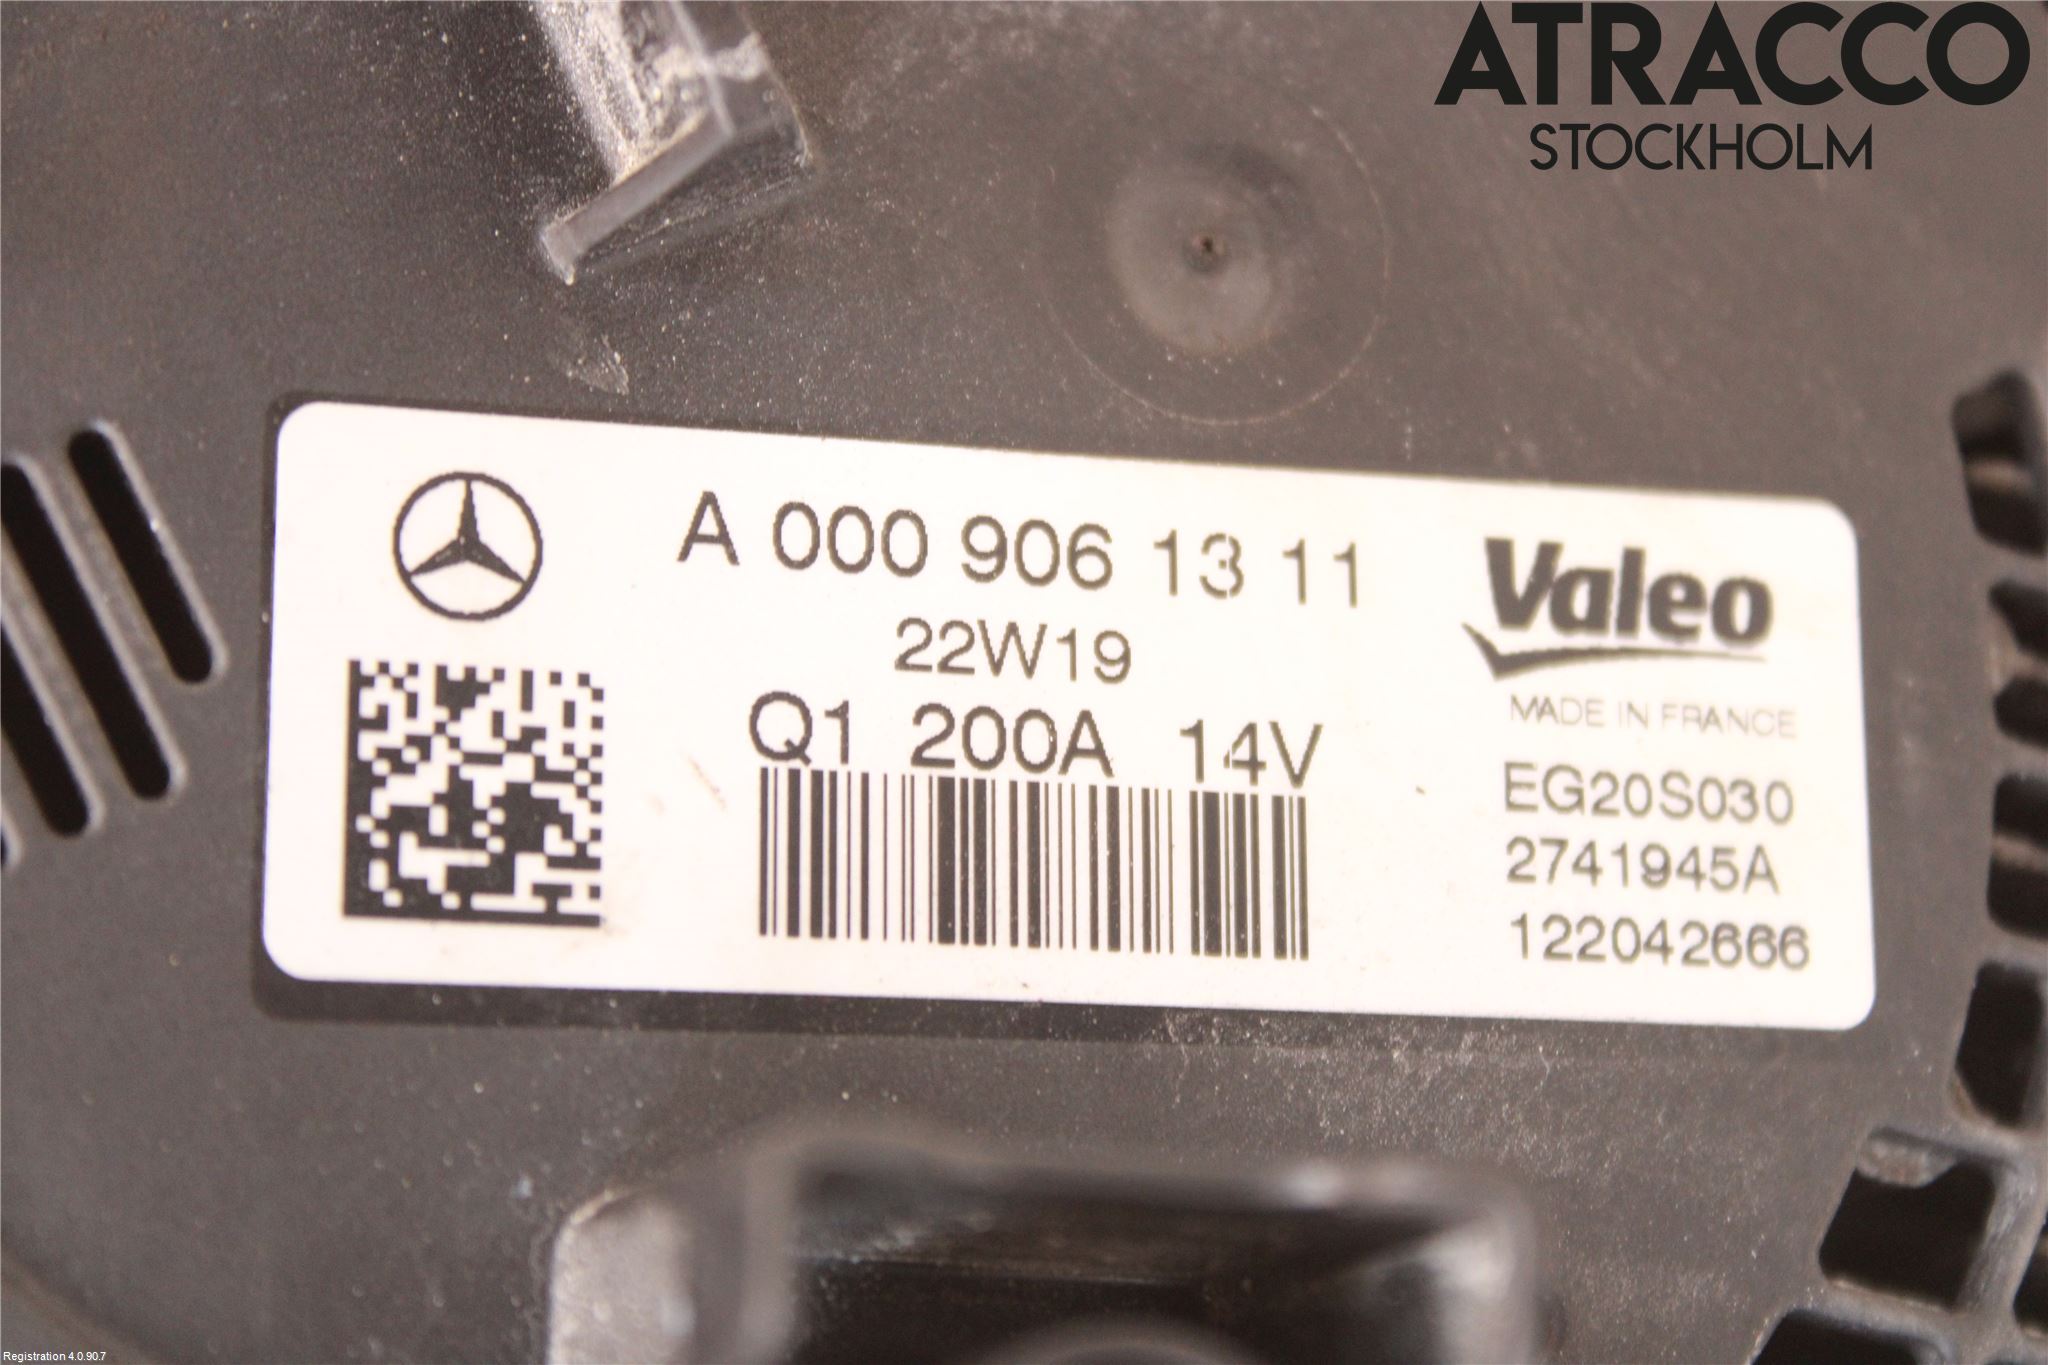 ATRACCO
STOCKHOLM
A 000 906 13 11
22W19
Q1 200A 14V
Valeo
MADE IN FRANCE
EG20S030
2741945A
122042666
Registration 4.0.90.7